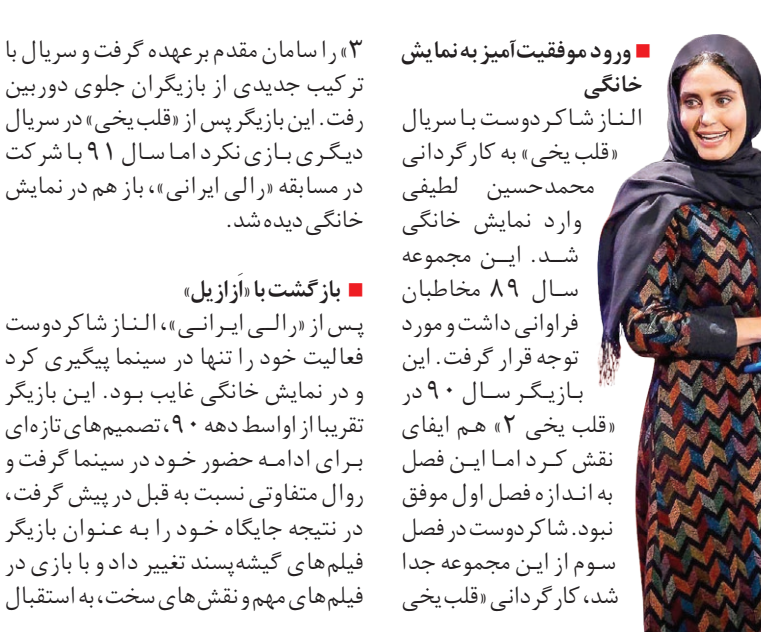 ■ ورود موفقیت‌آمیز به نمایش
خانگی
الناز شاکردوست با سریال
«قلب یخی» به کارگردانی
محمدحسین لطیفی
وارد نمایش خانگی
شد. این مجموعه
سال ۸۹ مخاطبان
فراوانی داشت و مورد
توجه قرار گرفت. این
بازیگر سال ۹۰ در
«قلب یخی ۲» هم ایفای
نقش کرد اما این فصل
به اندازه فصل اول موفق
نبود. شاکردوست در فصل
سوم از این مجموعه جدا
شد، کارگردانی «قلب یخی
۳» را سامان مقدم برعهده گرفت و سریال با
ترکیب جدیدی از بازیگران جلوی دوربین
رفت. این بازیگر پس از «قلب یخی» در سریال
دیگری بازی نکرد اما سال ۹۱ با شرکت
در مسابقه «رالی ایرانی»، باز هم در نمایش
خانگی دیده شد.
■ بازگشت با «اَزازیل»
پس از «رالی ایرانی»، الناز شاکردوست
فعالیت خود را تنها در سینما پیگیری کرد
و در نمایش خانگی غایب بود. این بازیگر
تقریبا از اواسط دهه ۹۰، تصمیم‌های تازه‌ای
برای ادامه حضور خود در سینما گرفت و
روال متفاوتی نسبت به قبل در پیش گرفت،
در نتیجه جایگاه خود را به عنوان بازیگر
فیلم‌های گیشه‌پسند تغییر داد و با بازی در
فیلم‌های مهم و نقش‌های سخت، به استقبال